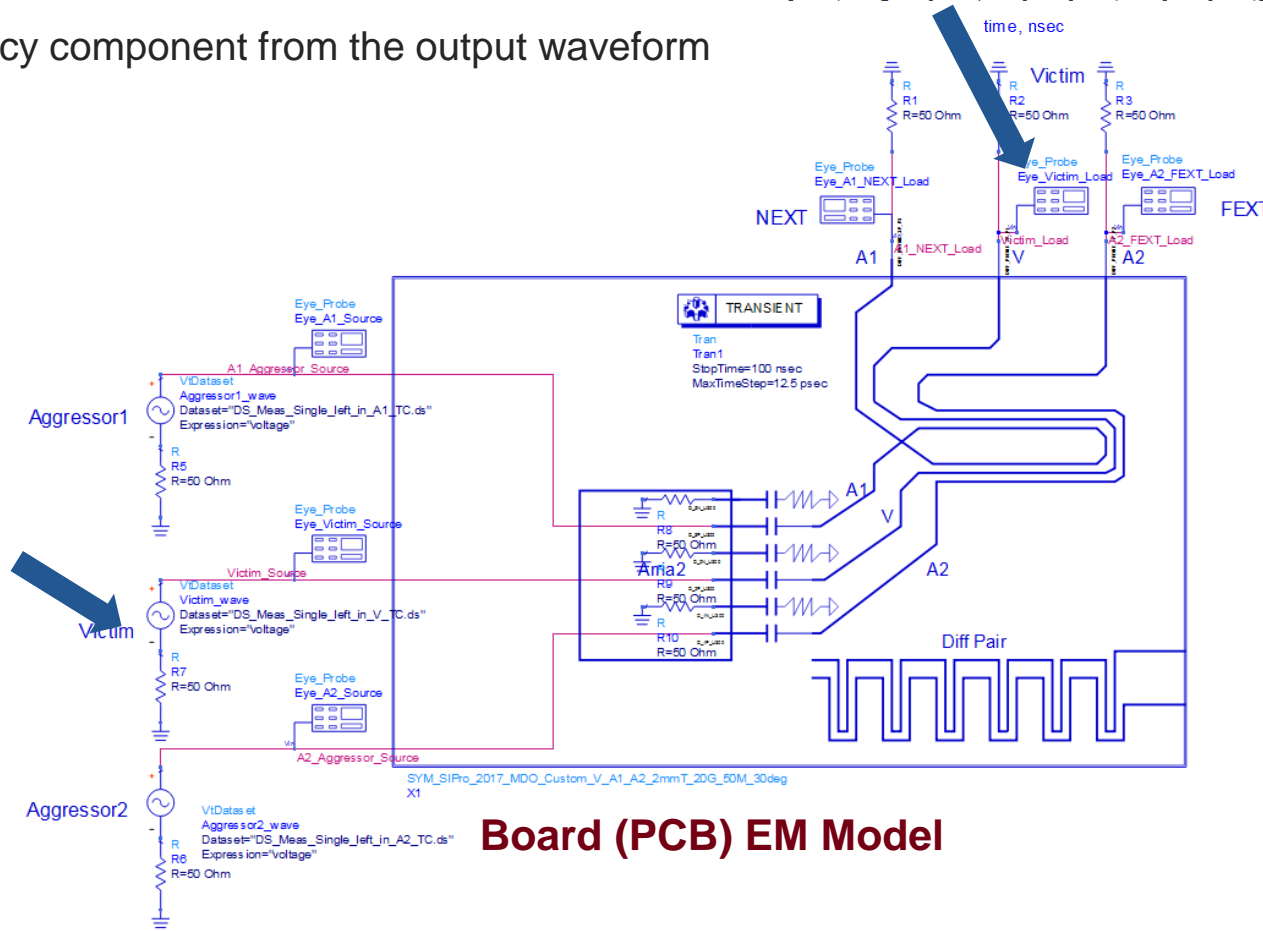 cy component from the output waveform
time, nsec
Victim
R
R1
R=50 Ohm
R
R2
R=50 Ohm
R
R3
R=50 Ohm
Eye_Probe
Eye_A1_NEXT_Load
Eye_Probe
Eye_Victim_Load
Eye_Probe
Eye_A2_FEXT_Load
NEXT
FEXT
A1_NEXT_Load
Victim_Load
A2_FEXT_Load
A1
V
A2
TRANSIENT
Tran
Tran1
StopTime=100 nsec
MaxTimeStep=12.5 psec
Eye_Probe
Eye_A1_Source
A1_Aggressor_Source
Aggressor1
VtDataset
Aggressor1_wave
Dataset="DS_Meas_Single_left_in_A1_TC.ds"
Expression="voltage"
R
R5
R=50 Ohm
Eye_Probe
Eye_Victim_Source
Victim_Source
Victim
VtDataset
Victim_wave
Dataset="DS_Meas_Single_left_in_V_TC.ds"
Expression="voltage"
R
R7
R=50 Ohm
R
R8
R=50 Ohm
Ama2
R9
R=50 Ohm
R
R10
R=50 Ohm
A1
V
A2
Diff Pair
Eye_Probe
Eye_A2_Source
A2_Aggressor_Source
Aggressor2
VtDataset
Aggressor2_wave
Dataset="DS_Meas_Single_left_in_A2_TC.ds"
Expression="voltage"
R
R6
R=50 Ohm
SYM_SIPro_2017_MDO_Custom_V_A1_A2_2mmT_20G_50M_30deg
X1
Board (PCB) EM Model